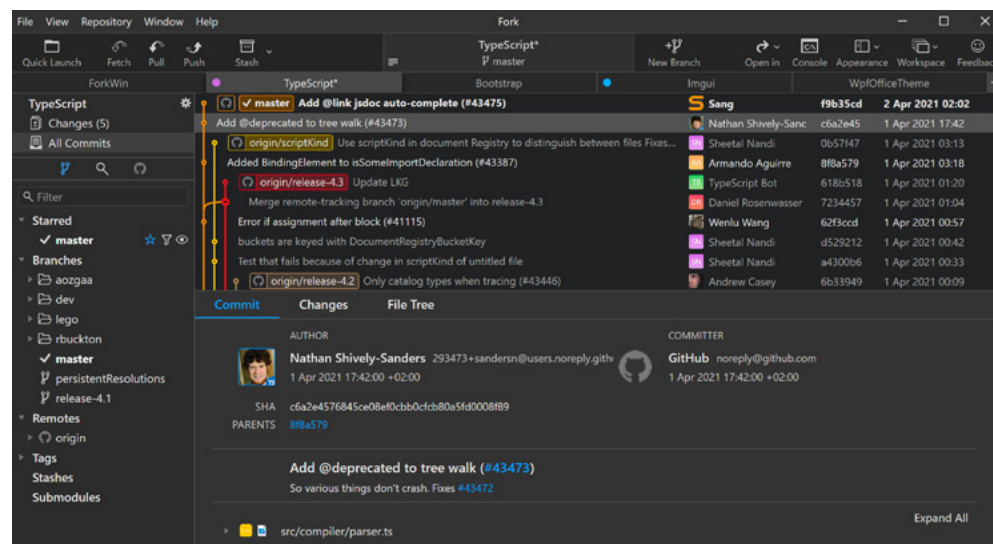 File View Repository Window Help Fork
Quick Launch Fetch Pull Push Stash TypeScript* master New Branch Open in Console Appearance Workspace Feedbac
ForkWin TypeScript* Bootstrap Imgui WpfOfficeTheme
TypeScript
Changes (5)
All Commits
Filter
Starred
master
Branches
aozgaa
dev
lego
rbuckton
master
persistentResolutions
release-4.1
Remotes
origin
Tags
Stashes
Submodules
master Add @link jsdoc auto-complete (#43475) Sang f9b35cd 2 Apr 2021 02:02
Add @deprecated to tree walk (#43473) Nathan Shively-Sanc c6a2e45 1 Apr 2021 17:42
origin/scriptKind Use scriptKind in document Registry to distinguish between files Fixes... SN Sheetal Nandi 0b57f47 1 Apr 2021 03:13
Added BindingElement to isSomeImportDeclaration (#43387) AA Armando Aguirre 8f8a579 1 Apr 2021 03:18
origin/release-4.3 Update LKG TB TypeScript Bot 618b518 1 Apr 2021 01:20
Merge remote-tracking branch 'origin/master' into release-4.3 DR Daniel Rosenwasser 7234457 1 Apr 2021 01:04
Error if assignment after block (#41115) Wenlu Wang 62f3ccd 1 Apr 2021 00:57
buckets are keyed with DocumentRegistryBucketKey SN Sheetal Nandi d529212 1 Apr 2021 00:42
Test that fails because of change in scriptKind of untitled file SN Sheetal Nandi a4300b6 1 Apr 2021 00:33
origin/release-4.2 Only catalog types when tracing (#43446) Andrew Casey 6b33949 1 Apr 2021 00:09
Commit Changes File Tree
AUTHOR COMMITTER
Nathan Shively-Sanders 293473+sandersn@users.noreply.gith GitHub noreply@github.com
1 Apr 2021 17:42:00 +02:00 1 Apr 2021 17:42:00 +02:00
SHA c6a2e4576845ce08ef0cbb0cfcb80a5fd0008f89
PARENTS 8f8a579
Add @deprecated to tree walk (#43473)
So various things don't crash. Fixes #43472
Expand All
src/compiler/parser.ts